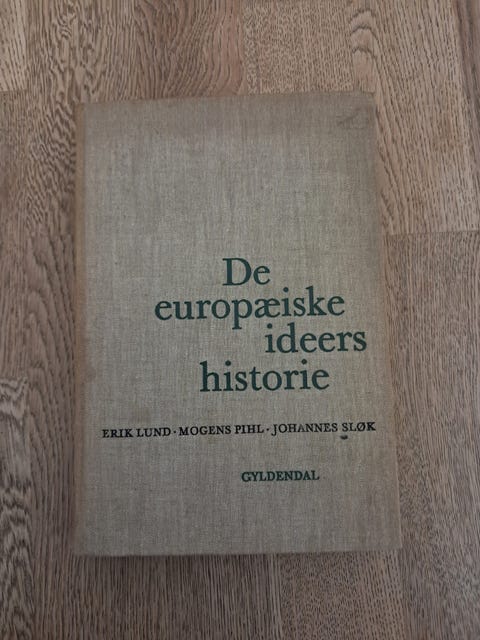 De
europæiske
ideers
historie
ERIK LUND · MOGENS PIHL · JOHANNES SLØK
GYLDENDAL